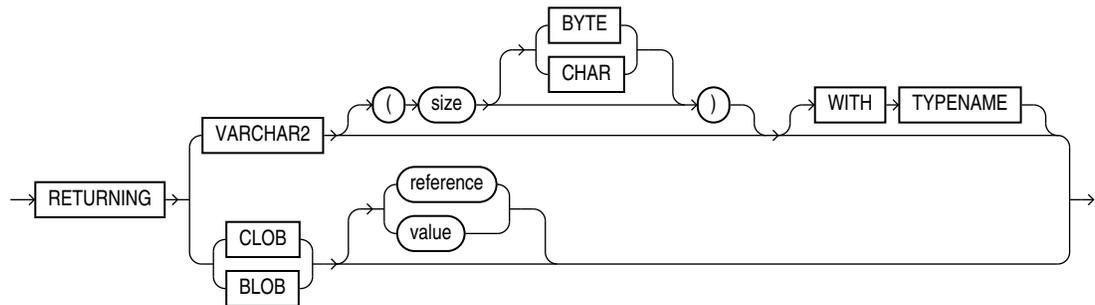 BYTE
CHAR
( size ) WITH TYPENAME
VARCHAR2
reference
RETURNING
value
CLOB
BLOB